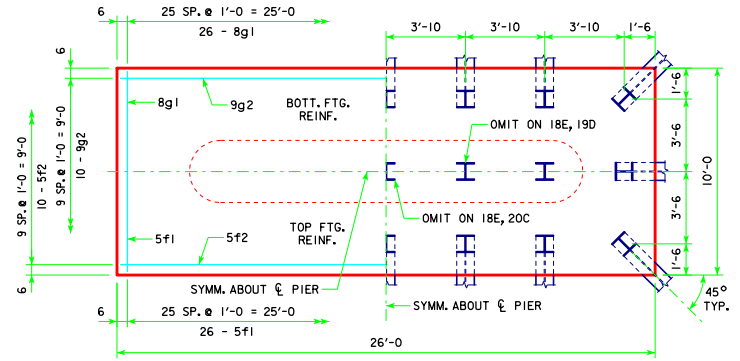 6
25 SP.@ 1'-0 = 25'-0
26 - 8g1
3'-10
3'-10
3'-10
1'-6
6
8g1
9g2
BOTT. FTG.
REINF.
1'-6
OMIT ON 18E, 19D
3'-6
10'-0
9 SP.@ 1'-0 = 9'-0
10 - 5f2
9 SP.@ 1'-0 = 9'-0
10 - 9g2
OMIT ON 18E, 20C
3'-6
TOP FTG.
REINF.
5f1
5f2
1'-6
6
SYMM. ABOUT ℄ PIER
SYMM. ABOUT ℄ PIER
45°
TYP.
6
25 SP.@ 1'-0 = 25'-0
26 - 5f1
26'-0